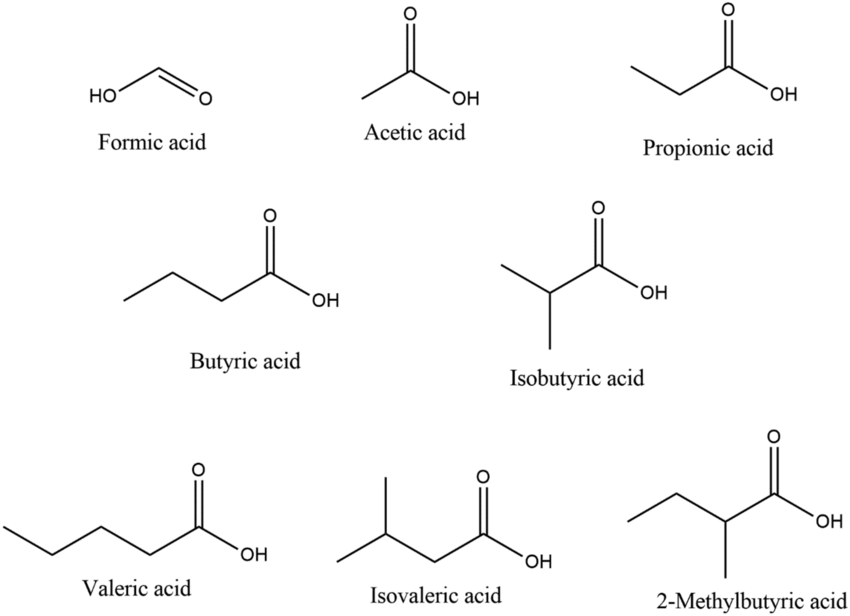 O
O
O
HO
O
OH
OH
Formic acid
Acetic acid
Propionic acid
O
O
OH
OH
Butyric acid
Isobutyric acid
O
O
O
OH
OH
OH
Valeric acid
Isovaleric acid
2-Methylbutyric acid